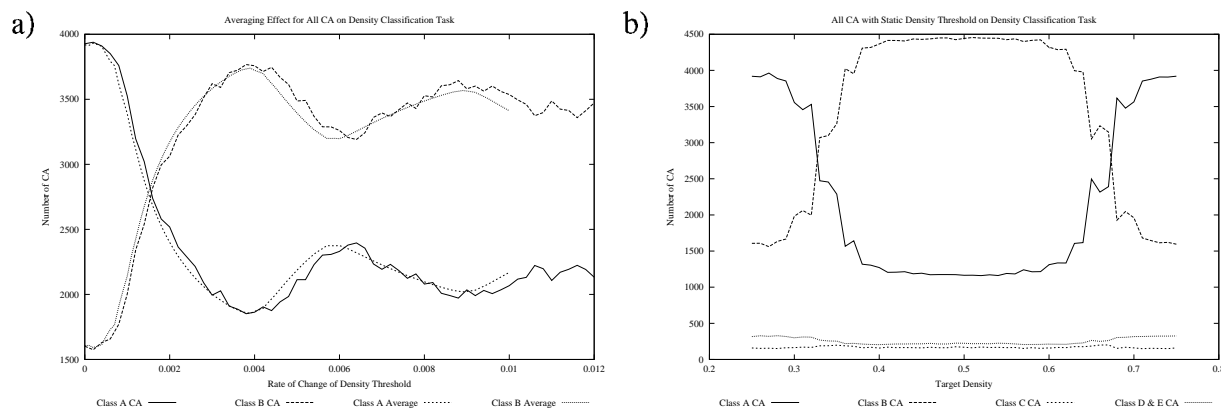 a)
Averaging Effect for All CA on Density Classification Task
4000
3500
3000
2500
2000
1500
Number of CA
0 0.002 0.004 0.006 0.008 0.01 0.012
Rate of Change of Density Threshold
Class A CA Class B CA Class A Average Class B Average
b)
All CA with Static Density Threshold on Density Classification Task
4500
4000
3500
3000
2500
2000
1500
1000
500
0
Number of CA
0.2 0.3 0.4 0.5 0.6 0.7 0.8
Target Density
Class A CA Class B CA Class C CA Class D & E CA